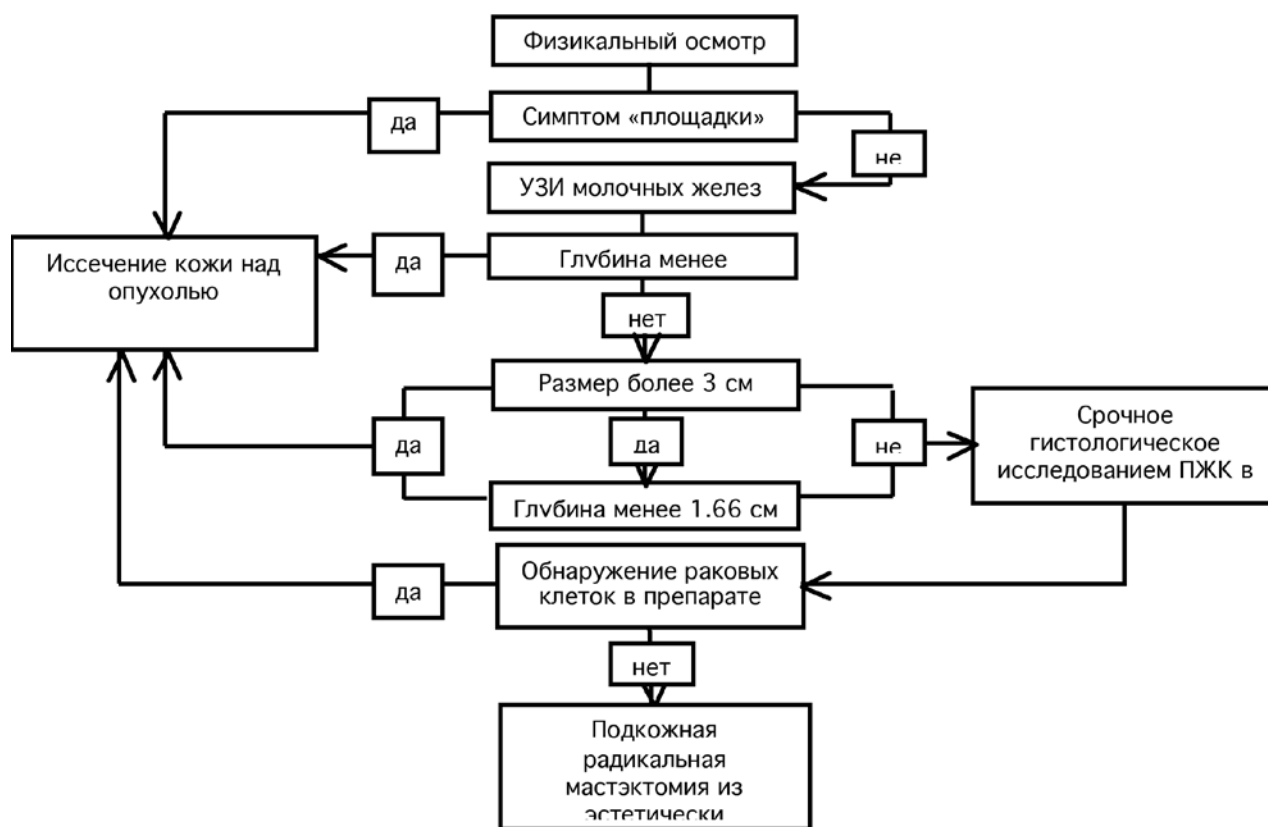 Физикальный осмотр
да
Симптом «площадки»
не
УЗИ молочных желез
Иссечение кожи над
опухолью
да
Глубина менее
нет
Размер более 3 см
да
да
не
Срочное
гистологическое
исследованием ПЖК в
Глубина менее 1.66 см
Обнаружение раковых
клеток в препарате
да
нет
Подкожная
радикальная
мастэктомия из
эстетически